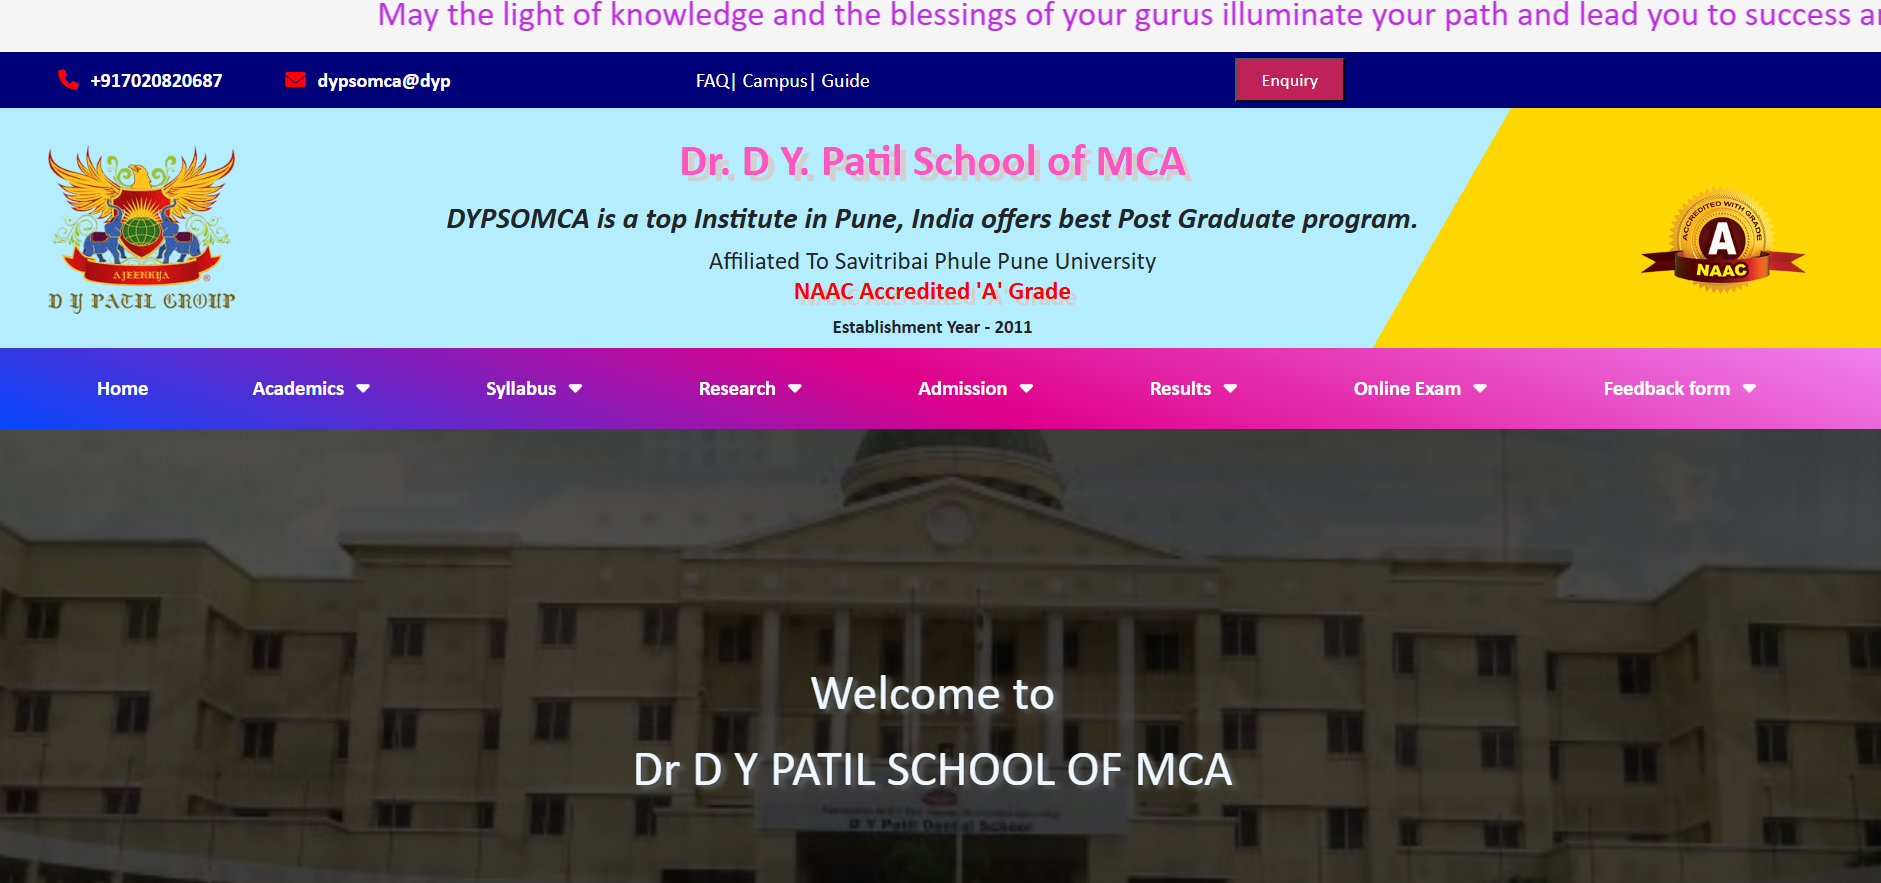 May the light of knowledge and the blessings of your gurus illuminate your path and lead you to success
+917020820687 dypsomca@dyp FAQ| Campus| Guide Enquiry
Dr. D Y. Patil School of MCA
DYPSOMCA is a top Institute in Pune, India offers best Post Graduate program.
Affiliated To Savitribai Phule Pune University
NAAC Accredited 'A' Grade
Establishment Year - 2011
AJEENKYA
®
D Y PATIL GROUP
ACCREDITED WITH GRADE
A
NAAC
Home Academics Syllabus Research Admission Results Online Exam Feedback form
Welcome to
Dr D Y PATIL SCHOOL OF MCA
D Y Patil Dental School